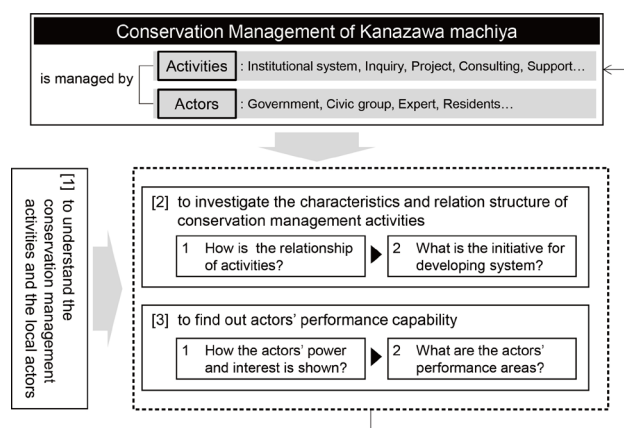 Conservation Management of Kanazawa machiya
is managed by
Activities : Institutional system, Inquiry, Project, Consulting, Support...
Actors : Government, Civic group, Expert, Residents...
[1] to understand the
conservation management
activities and the local actors
[2] to investigate the characteristics and relation structure of
conservation management activities
1 How is the relationship
of activities?
2 What is the initiative for
developing system?
[3] to find out actors' performance capability
1 How the actors' power
and interest is shown?
2 What are the actors'
performance areas?